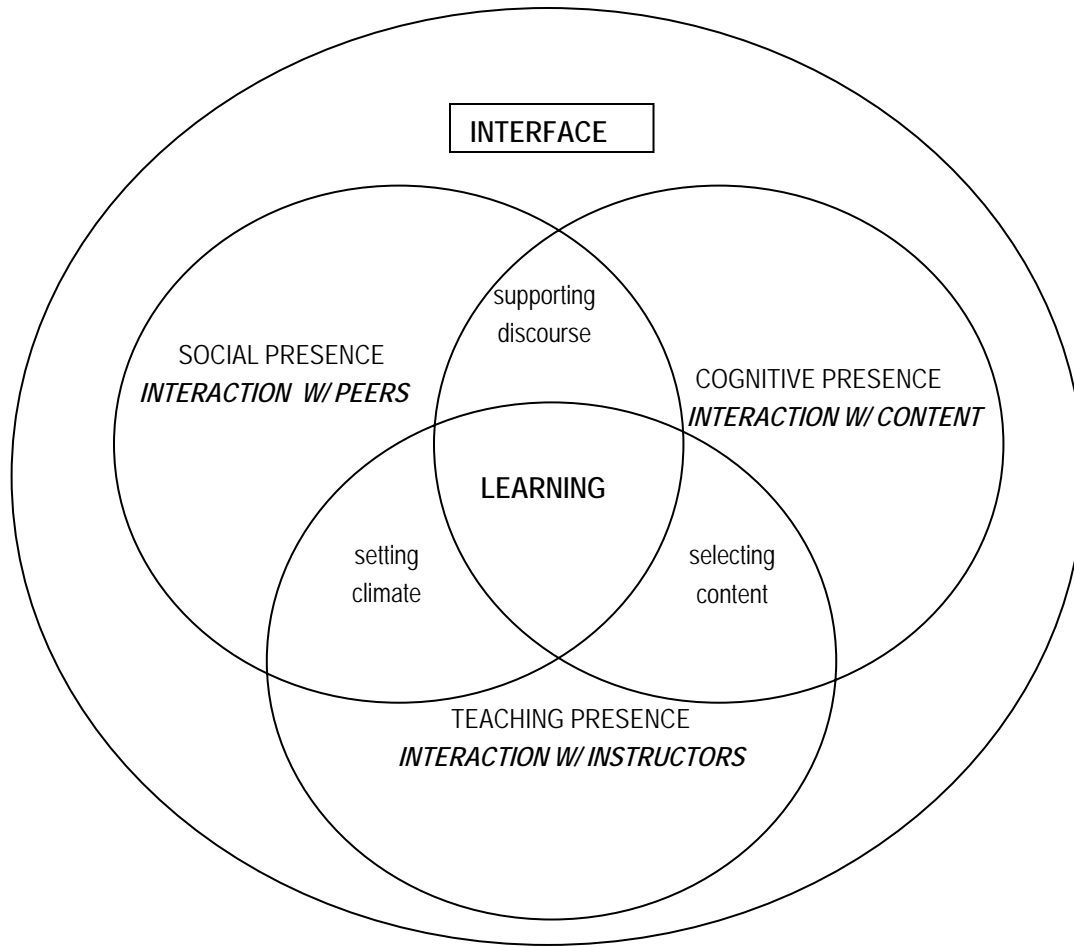 INTERFACE
supporting
discourse
SOCIAL PRESENCE
INTERACTION W/ PEERS
COGNITIVE PRESENCE
INTERACTION W/ CONTENT
LEARNING
setting
climate
selecting
content
TEACHING PRESENCE
INTERACTION W/ INSTRUCTORS